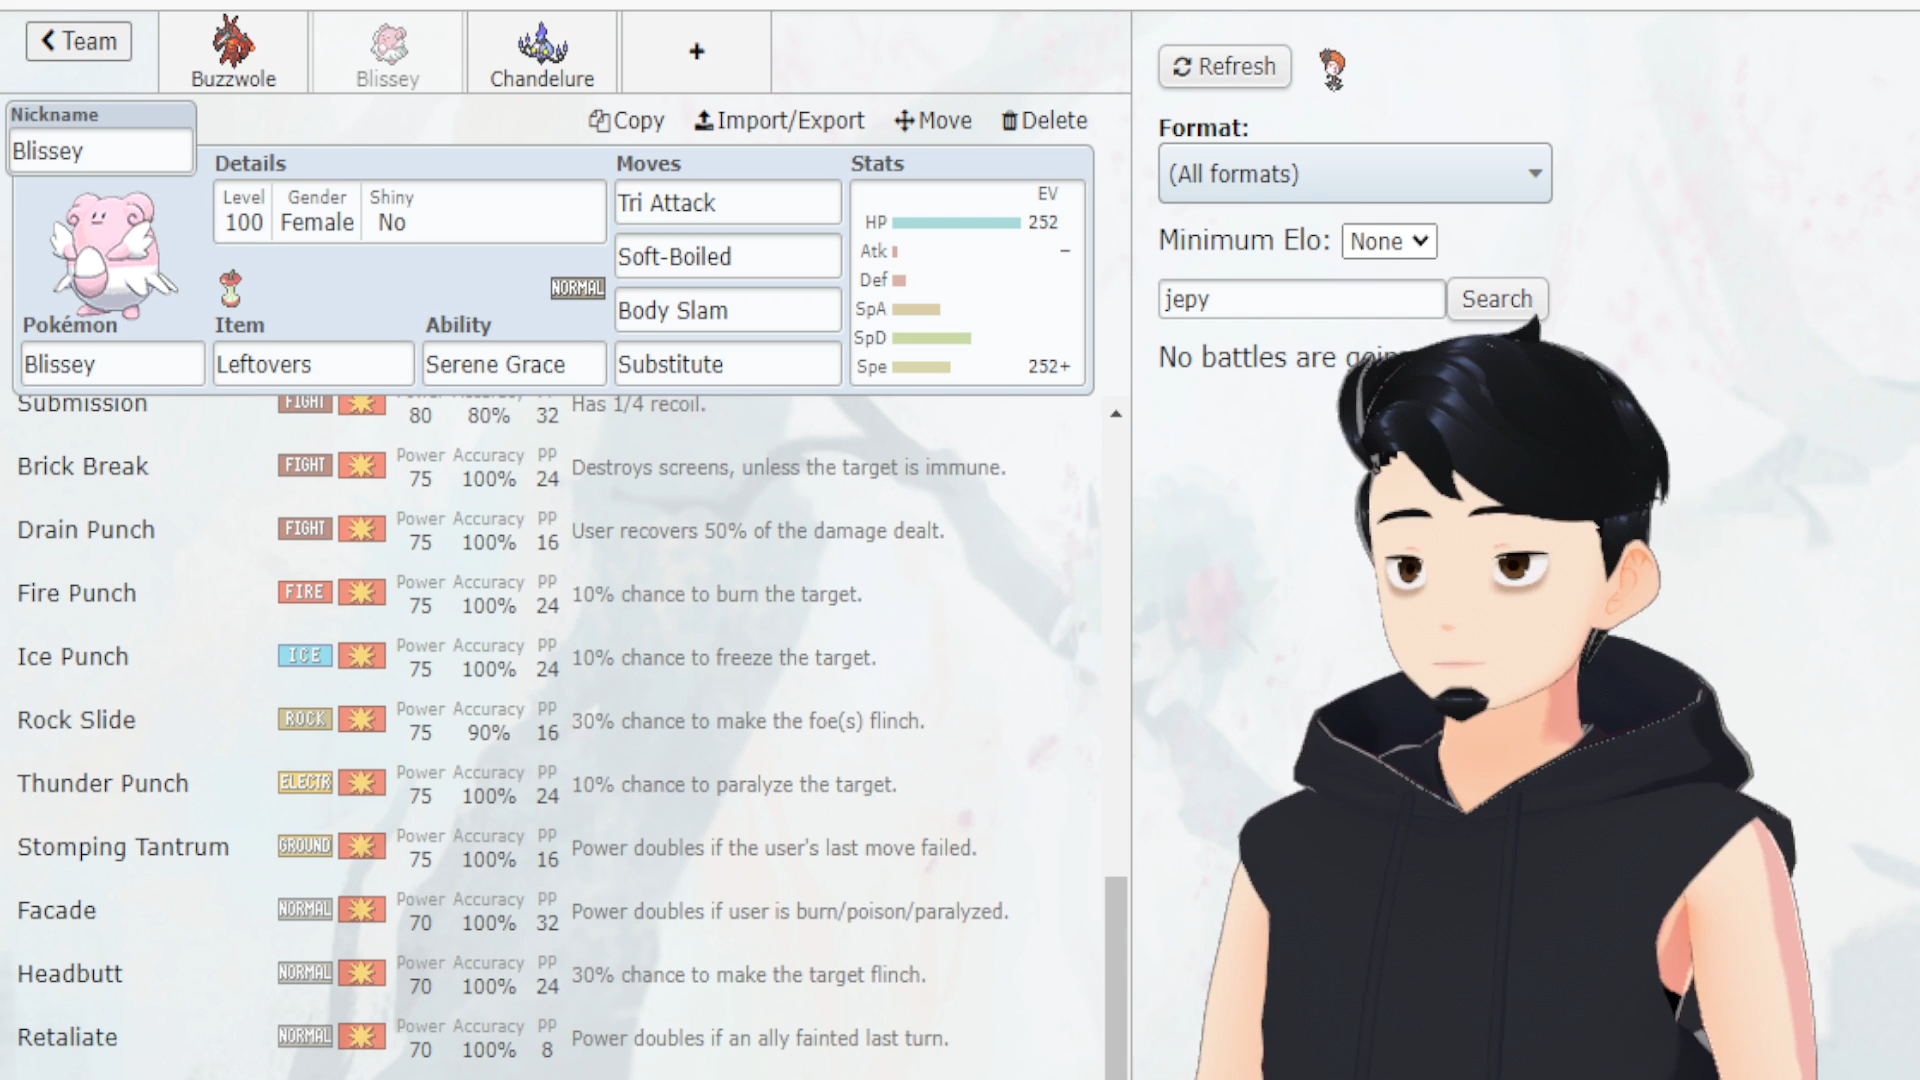 Team
Buzzwole
Blissey
Chandelure
+
Refresh
Nickname
Blissey
Copy
Import/Export
Move
Delete
Format:
(All formats)
Details
Moves
Stats
Level
100
Gender
Female
Shiny
No
Tri Attack
Soft-Boiled
Body Slam
Substitute
EV
HP 252
Atk –
Def
SpA
SpD
Spe 252+
NORMAL
Pokémon
Blissey
Item
Leftovers
Ability
Serene Grace
Minimum Elo: None
jepy
Search
No battles are going
Submission FIGHT 80 80% 32 Has 1/4 recoil.
Brick Break FIGHT Power 75 Accuracy 100% PP 24 Destroys screens, unless the target is immune.
Drain Punch FIGHT Power 75 Accuracy 100% PP 16 User recovers 50% of the damage dealt.
Fire Punch FIRE Power 75 Accuracy 100% PP 24 10% chance to burn the target.
Ice Punch ICE Power 75 Accuracy 100% PP 24 10% chance to freeze the target.
Rock Slide ROCK Power 75 Accuracy 90% PP 16 30% chance to make the foe(s) flinch.
Thunder Punch ELECTR Power 75 Accuracy 100% PP 24 10% chance to paralyze the target.
Stomping Tantrum GROUND Power 75 Accuracy 100% PP 16 Power doubles if the user's last move failed.
Facade NORMAL Power 70 Accuracy 100% PP 32 Power doubles if user is burn/poison/paralyzed.
Headbutt NORMAL Power 70 Accuracy 100% PP 24 30% chance to make the target flinch.
Retaliate NORMAL Power 70 Accuracy 100% PP 8 Power doubles if an ally fainted last turn.